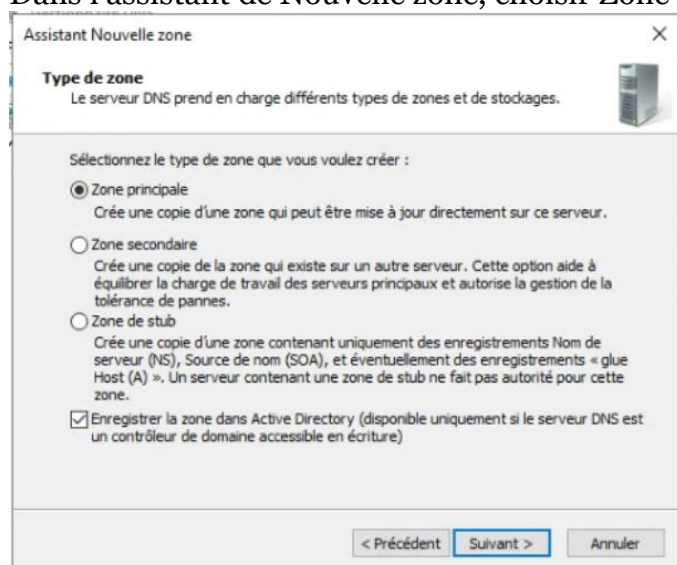 Dans l'assistant de Nouvelle zone, choisir Zone
Assistant Nouvelle zone
Type de zone
Le serveur DNS prend en charge différents types de zones et de stockages.
Sélectionnez le type de zone que vous voulez créer :
Zone principale
Crée une copie d'une zone qui peut être mise à jour directement sur ce serveur.
Zone secondaire
Crée une copie de la zone qui existe sur un autre serveur. Cette option aide à
équilibrer la charge de travail des serveurs principaux et autorise la gestion de la
tolérance de pannes.
Zone de stub
Crée une copie d'une zone contenant uniquement des enregistrements Nom de
serveur (NS), Source de nom (SOA), et éventuellement des enregistrements « glue
Host (A) ». Un serveur contenant une zone de stub ne fait pas autorité pour cette
zone.
Enregistrer la zone dans Active Directory (disponible uniquement si le serveur DNS est
un contrôleur de domaine accessible en écriture)
< Précédent Suivant > Annuler